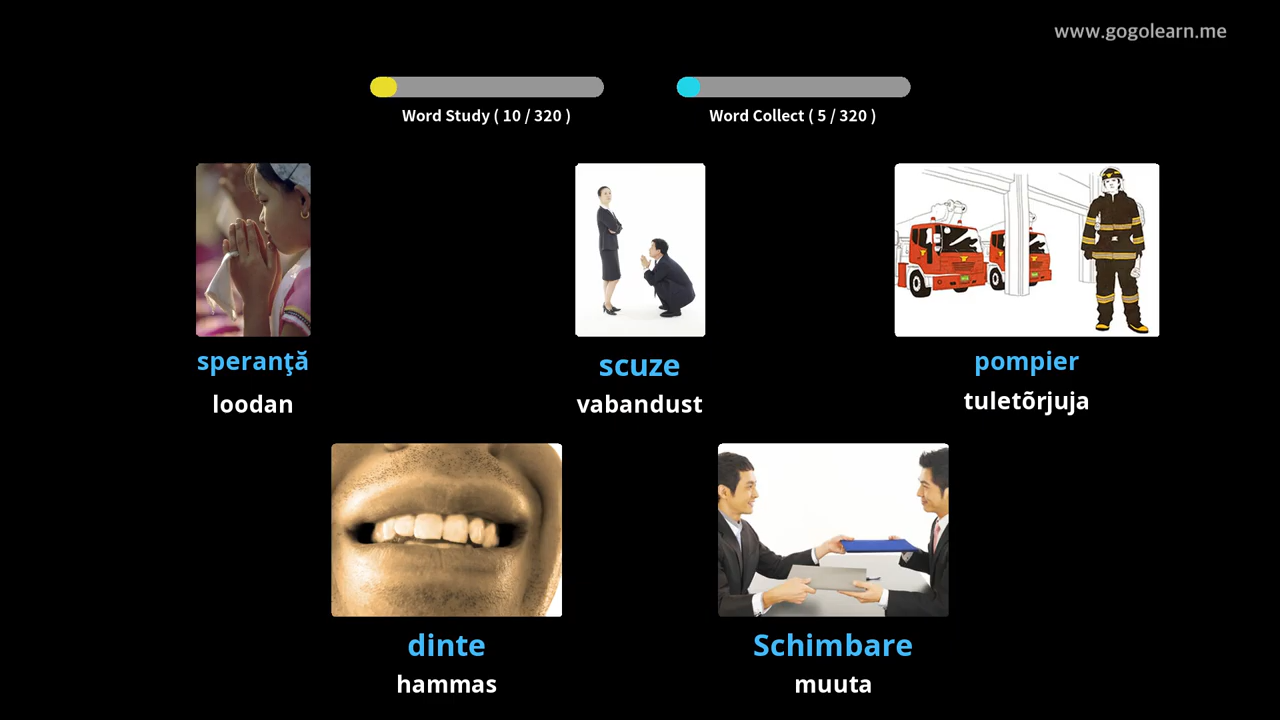 www.gogolearn.me
Word Study ( 10 / 320 )
Word Collect ( 5 / 320 )
speranţă
scuze
pompier
loodan
vabandust
tuletõrjuja
dinte
Schimbare
hammas
muuta